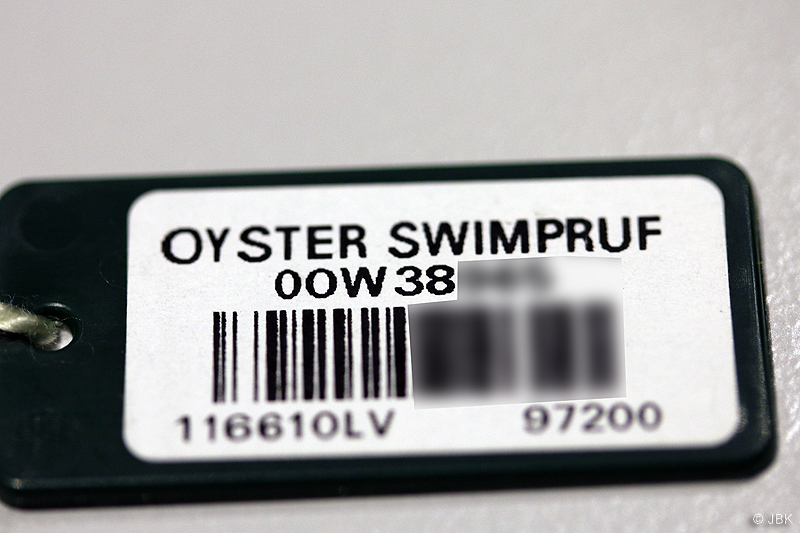 OYSTER SWIMPRUF
00W38
116610LV 97200
© JBK